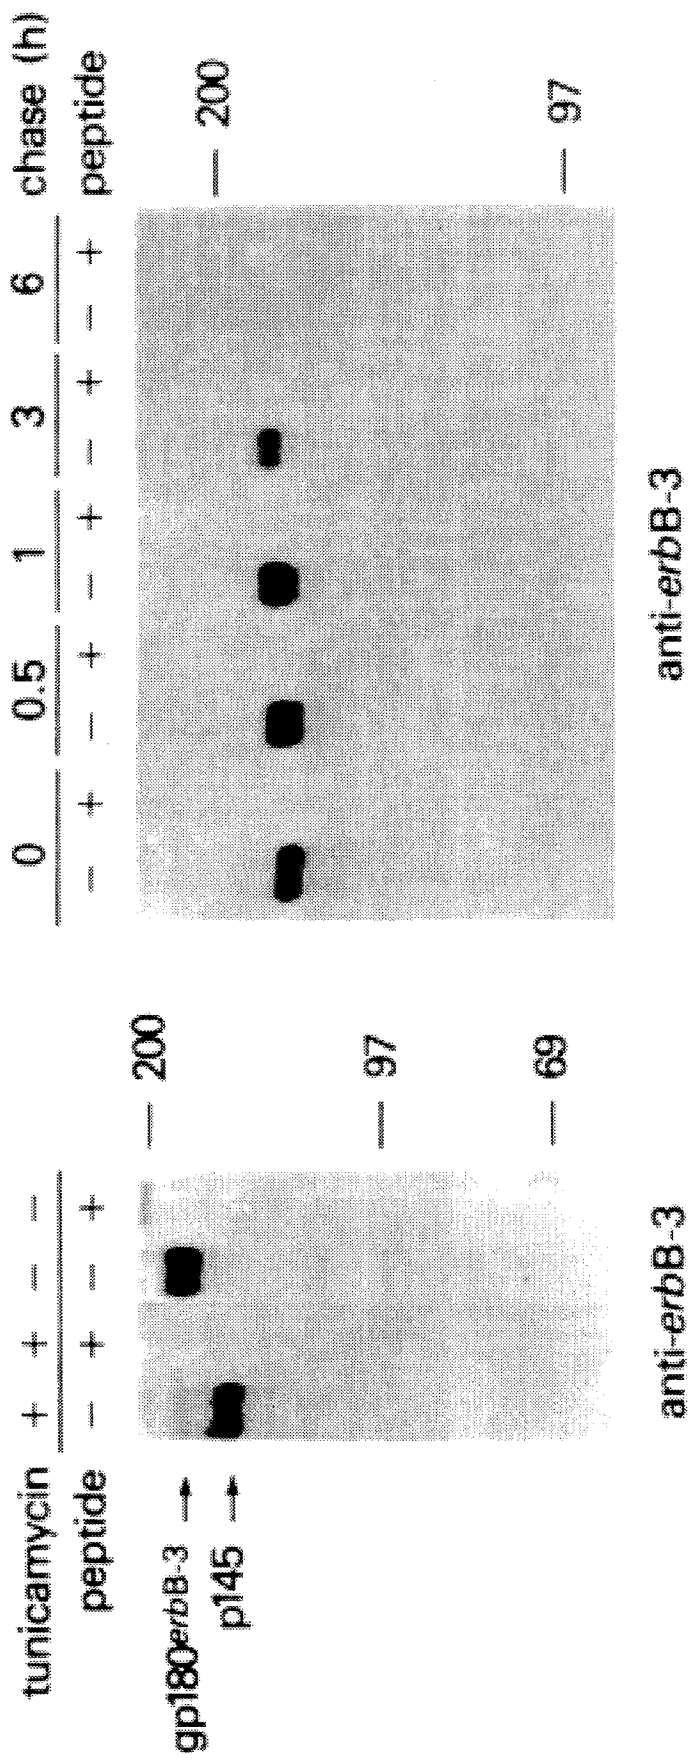 tunicamycin + + − −
peptide − + − +
gp180erbB-3 →
p145 →
— 200
— 97
— 69
anti-erbB-3
0 0.5 1 3 6 chase (h)
− + − + − + − + − + peptide
— 200
— 97
anti-erbB-3